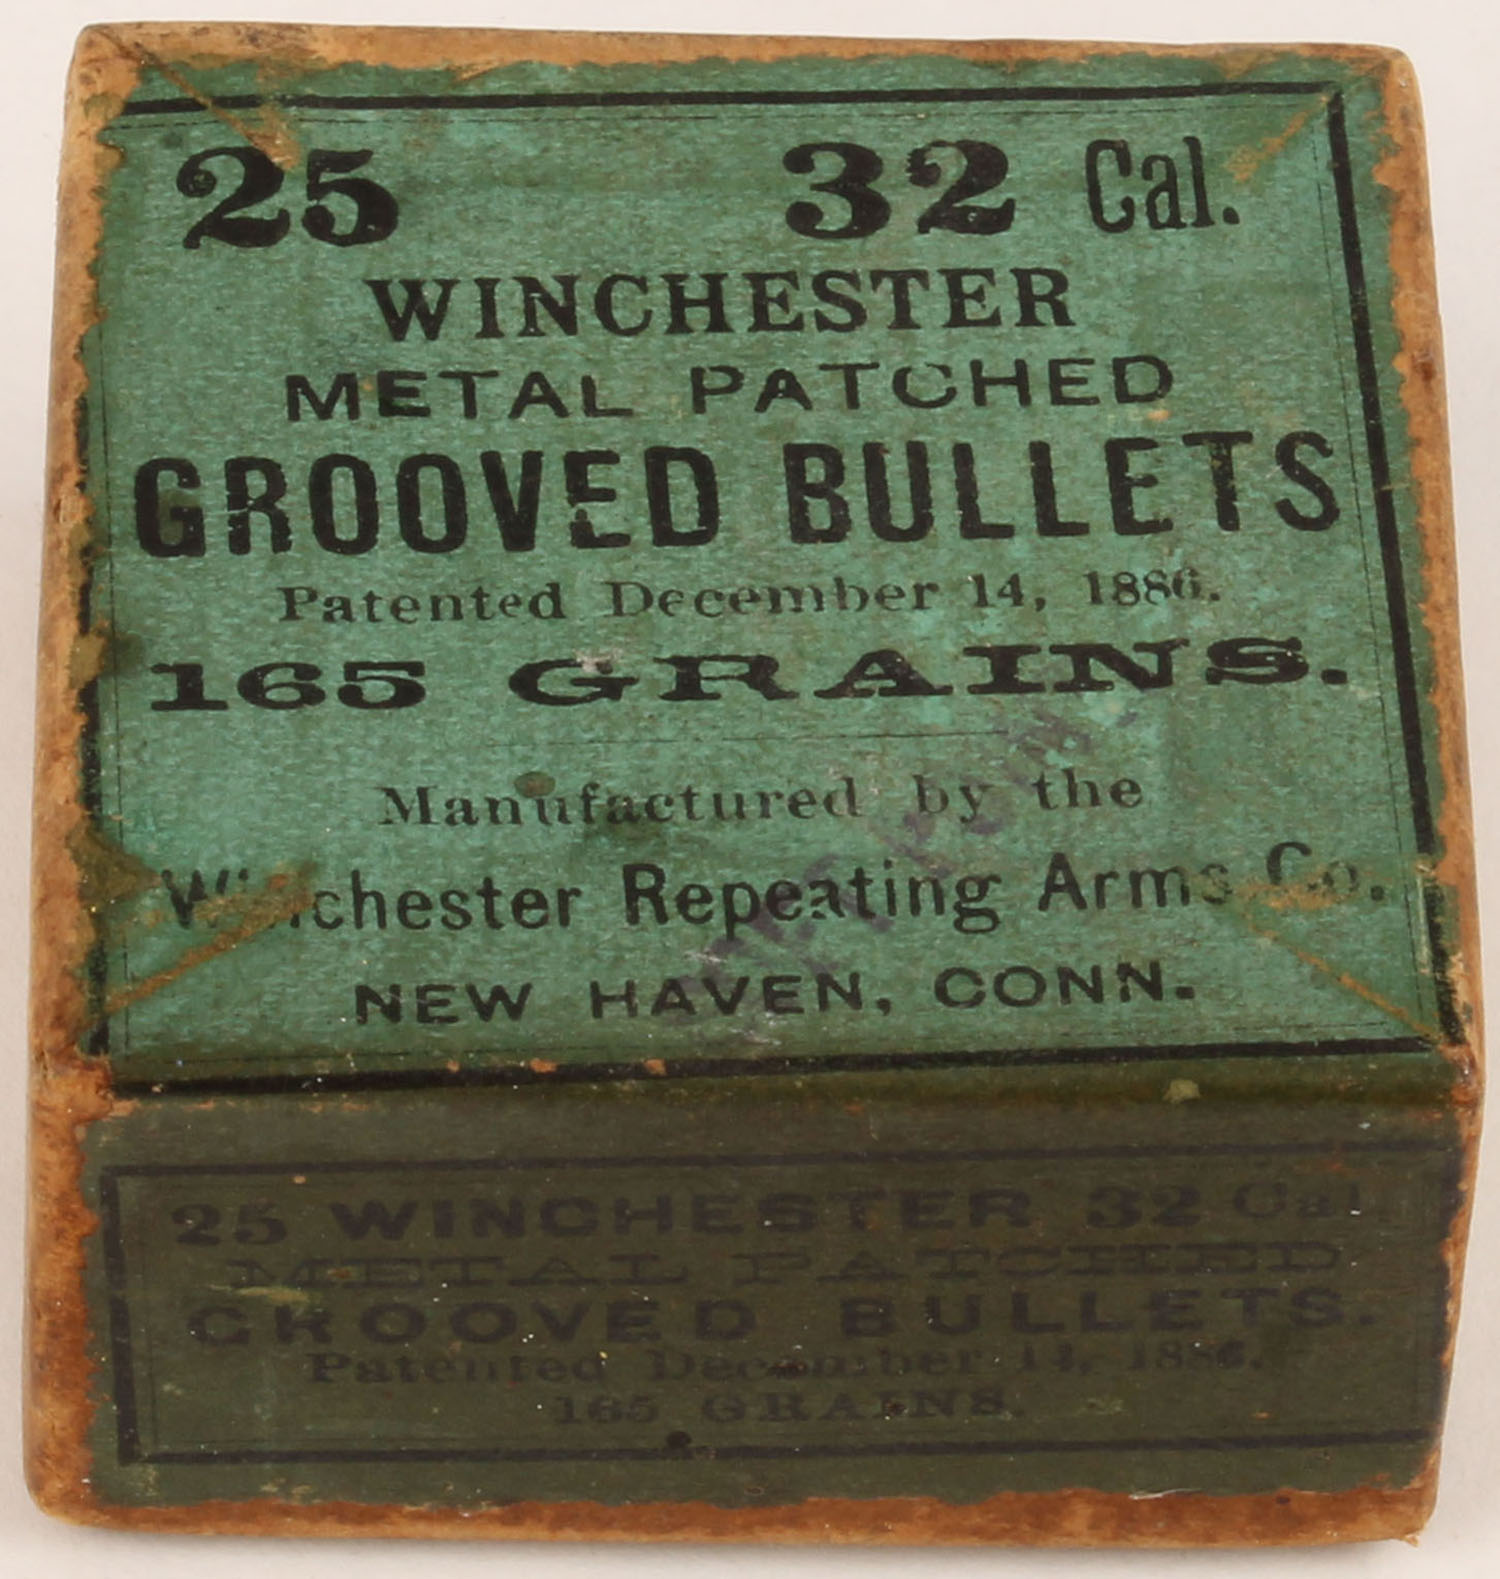 25 32 Cal.
WINCHESTER
METAL PATCHED
GROOVED BULLETS
Patented December 14, 1886.
165 GRAINS.
Manufactured by the
Winchester Repeating Arms Co.
NEW HAVEN, CONN.
25 WINCHESTER 32 Cal
METAL PATCHED
GROOVED BULLETS.
Patented December 14, 1886.
165 GRAINS.